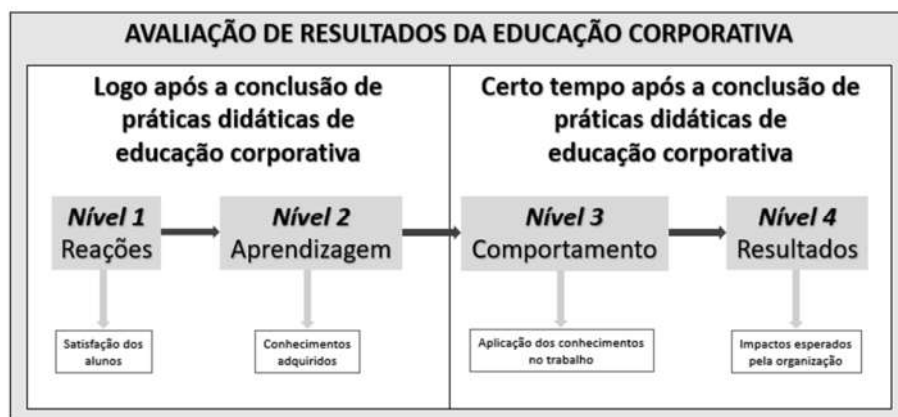 AVALIAÇÃO DE RESULTADOS DA EDUCAÇÃO CORPORATIVA
Logo após a conclusão de
práticas didáticas de
educação corporativa
Certo tempo após a conclusão de
práticas didáticas de
educação corporativa
Nível 1
Reações
Nível 2
Aprendizagem
Nível 3
Comportamento
Nível 4
Resultados
Satisfação dos
alunos
Conhecimentos
adquiridos
Aplicação dos conhecimentos
no trabalho
Impactos esperados
pela organização